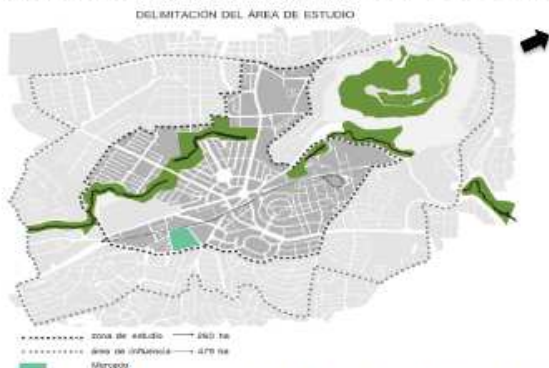 DELIMITACIÓN DEL ÁREA DE ESTUDIO
zona de estudio → 260 ha
área de influencia → 475 ha
Mercado